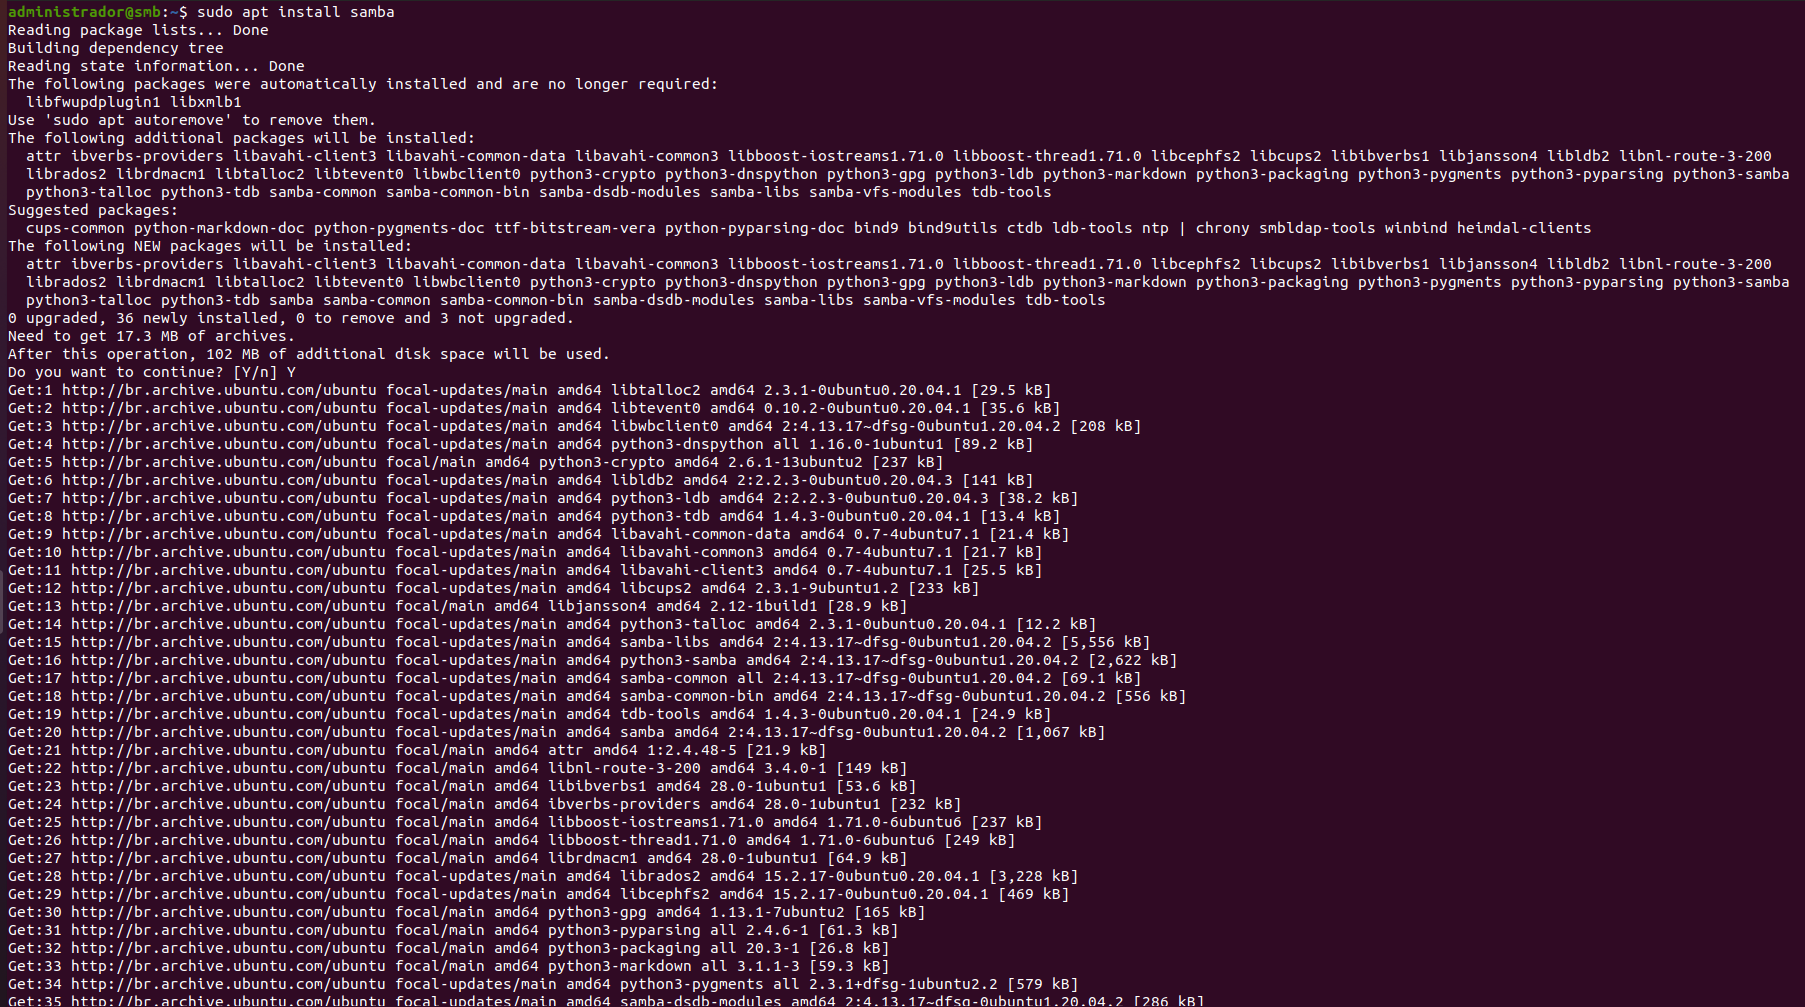 administrador@smb:~$ sudo apt install samba
Reading package lists... Done
Building dependency tree
Reading state information... Done
The following packages were automatically installed and are no longer required:
  libfwupdplugin1 libxmlb1
Use 'sudo apt autoremove' to remove them.
The following additional packages will be installed:
  attr ibverbs-providers libavahi-client3 libavahi-common-data libavahi-common3 libboost-iostreams1.71.0 libboost-thread1.71.0 libcephfs2 libcups2 libibverbs1 libjansson4 libldb2 libnl-route-3-200
  librados2 librdmacm1 libtalloc2 libtevent0 libwbclient0 python3-crypto python3-dnspython python3-gpg python3-ldb python3-markdown python3-packaging python3-pygments python3-pyparsing python3-samba
  python3-talloc python3-tdb samba-common samba-common-bin samba-dsdb-modules samba-libs samba-vfs-modules tdb-tools
Suggested packages:
  cups-common python-markdown-doc python-pygments-doc ttf-bitstream-vera python-pyparsing-doc bind9 bind9utils ctdb ldb-tools ntp | chrony smbldap-tools winbind heimdal-clients
The following NEW packages will be installed:
  attr ibverbs-providers libavahi-client3 libavahi-common-data libavahi-common3 libboost-iostreams1.71.0 libboost-thread1.71.0 libcephfs2 libcups2 libibverbs1 libjansson4 libldb2 libnl-route-3-200
  librados2 librdmacm1 libtalloc2 libtevent0 libwbclient0 python3-crypto python3-dnspython python3-gpg python3-ldb python3-markdown python3-packaging python3-pygments python3-pyparsing python3-samba
  python3-talloc python3-tdb samba samba-common samba-common-bin samba-dsdb-modules samba-libs samba-vfs-modules tdb-tools
0 upgraded, 36 newly installed, 0 to remove and 3 not upgraded.
Need to get 17.3 MB of archives.
After this operation, 102 MB of additional disk space will be used.
Do you want to continue? [Y/n] Y
Get:1 http://br.archive.ubuntu.com/ubuntu focal-updates/main amd64 libtalloc2 amd64 2.3.1-0ubuntu0.20.04.1 [29.5 kB]
Get:2 http://br.archive.ubuntu.com/ubuntu focal-updates/main amd64 libtevent0 amd64 0.10.2-0ubuntu0.20.04.1 [35.6 kB]
Get:3 http://br.archive.ubuntu.com/ubuntu focal-updates/main amd64 libwbclient0 amd64 2:4.13.17~dfsg-0ubuntu1.20.04.2 [208 kB]
Get:4 http://br.archive.ubuntu.com/ubuntu focal-updates/main amd64 python3-dnspython all 1.16.0-1ubuntu1 [89.2 kB]
Get:5 http://br.archive.ubuntu.com/ubuntu focal/main amd64 python3-crypto amd64 2.6.1-13ubuntu2 [237 kB]
Get:6 http://br.archive.ubuntu.com/ubuntu focal-updates/main amd64 libldb2 amd64 2:2.2.3-0ubuntu0.20.04.3 [141 kB]
Get:7 http://br.archive.ubuntu.com/ubuntu focal-updates/main amd64 python3-ldb amd64 2:2.2.3-0ubuntu0.20.04.3 [38.2 kB]
Get:8 http://br.archive.ubuntu.com/ubuntu focal-updates/main amd64 python3-tdb amd64 1.4.3-0ubuntu0.20.04.1 [13.4 kB]
Get:9 http://br.archive.ubuntu.com/ubuntu focal-updates/main amd64 libavahi-common-data amd64 0.7-4ubuntu7.1 [21.4 kB]
Get:10 http://br.archive.ubuntu.com/ubuntu focal-updates/main amd64 libavahi-common3 amd64 0.7-4ubuntu7.1 [21.7 kB]
Get:11 http://br.archive.ubuntu.com/ubuntu focal-updates/main amd64 libavahi-client3 amd64 0.7-4ubuntu7.1 [25.5 kB]
Get:12 http://br.archive.ubuntu.com/ubuntu focal-updates/main amd64 libcups2 amd64 2.3.1-9ubuntu1.2 [233 kB]
Get:13 http://br.archive.ubuntu.com/ubuntu focal/main amd64 libjansson4 amd64 2.12-1build1 [28.9 kB]
Get:14 http://br.archive.ubuntu.com/ubuntu focal-updates/main amd64 python3-talloc amd64 2.3.1-0ubuntu0.20.04.1 [12.2 kB]
Get:15 http://br.archive.ubuntu.com/ubuntu focal-updates/main amd64 samba-libs amd64 2:4.13.17~dfsg-0ubuntu1.20.04.2 [5,556 kB]
Get:16 http://br.archive.ubuntu.com/ubuntu focal-updates/main amd64 python3-samba amd64 2:4.13.17~dfsg-0ubuntu1.20.04.2 [2,622 kB]
Get:17 http://br.archive.ubuntu.com/ubuntu focal-updates/main amd64 samba-common all 2:4.13.17~dfsg-0ubuntu1.20.04.2 [69.1 kB]
Get:18 http://br.archive.ubuntu.com/ubuntu focal-updates/main amd64 samba-common-bin amd64 2:4.13.17~dfsg-0ubuntu1.20.04.2 [556 kB]
Get:19 http://br.archive.ubuntu.com/ubuntu focal-updates/main amd64 tdb-tools amd64 1.4.3-0ubuntu0.20.04.1 [24.9 kB]
Get:20 http://br.archive.ubuntu.com/ubuntu focal-updates/main amd64 samba amd64 2:4.13.17~dfsg-0ubuntu1.20.04.2 [1,067 kB]
Get:21 http://br.archive.ubuntu.com/ubuntu focal/main amd64 attr amd64 1:2.4.48-5 [21.9 kB]
Get:22 http://br.archive.ubuntu.com/ubuntu focal/main amd64 libnl-route-3-200 amd64 3.4.0-1 [149 kB]
Get:23 http://br.archive.ubuntu.com/ubuntu focal/main amd64 libibverbs1 amd64 28.0-1ubuntu1 [53.6 kB]
Get:24 http://br.archive.ubuntu.com/ubuntu focal/main amd64 ibverbs-providers amd64 28.0-1ubuntu1 [232 kB]
Get:25 http://br.archive.ubuntu.com/ubuntu focal/main amd64 libboost-iostreams1.71.0 amd64 1.71.0-6ubuntu6 [237 kB]
Get:26 http://br.archive.ubuntu.com/ubuntu focal/main amd64 libboost-thread1.71.0 amd64 1.71.0-6ubuntu6 [249 kB]
Get:27 http://br.archive.ubuntu.com/ubuntu focal/main amd64 librdmacm1 amd64 28.0-1ubuntu1 [64.9 kB]
Get:28 http://br.archive.ubuntu.com/ubuntu focal-updates/main amd64 librados2 amd64 15.2.17-0ubuntu0.20.04.1 [3,228 kB]
Get:29 http://br.archive.ubuntu.com/ubuntu focal-updates/main amd64 libcephfs2 amd64 15.2.17-0ubuntu0.20.04.1 [469 kB]
Get:30 http://br.archive.ubuntu.com/ubuntu focal/main amd64 python3-gpg amd64 1.13.1-7ubuntu2 [165 kB]
Get:31 http://br.archive.ubuntu.com/ubuntu focal/main amd64 python3-pyparsing all 2.4.6-1 [61.3 kB]
Get:32 http://br.archive.ubuntu.com/ubuntu focal/main amd64 python3-packaging all 20.3-1 [26.8 kB]
Get:33 http://br.archive.ubuntu.com/ubuntu focal/main amd64 python3-markdown all 3.1.1-3 [59.3 kB]
Get:34 http://br.archive.ubuntu.com/ubuntu focal-updates/main amd64 python3-pygments all 2.3.1+dfsg-1ubuntu2.2 [579 kB]
Get:35 http://br.archive.ubuntu.com/ubuntu focal-updates/main amd64 samba-dsdb-modules amd64 2:4.13.17~dfsg-0ubuntu1.20.04.2 [286 kB]